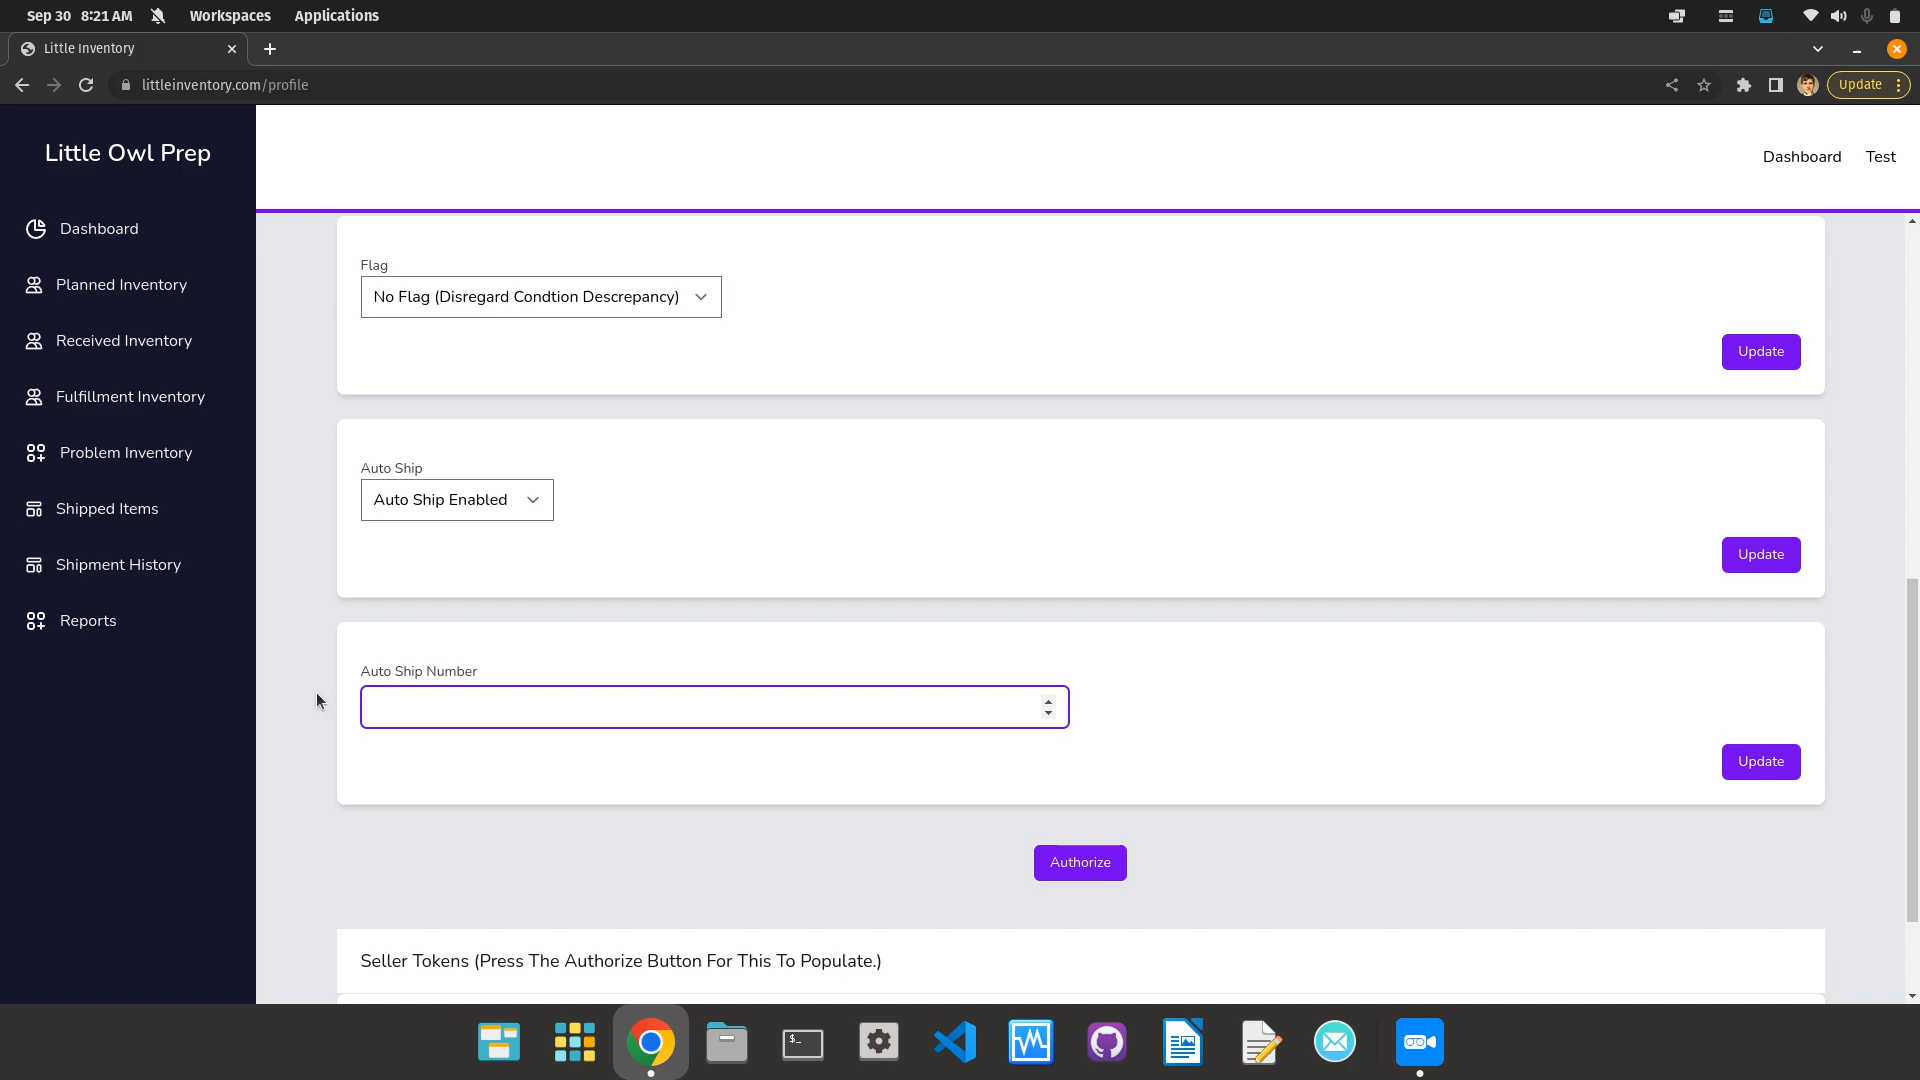 Sep 30 8:21 AM Workspaces Applications
Little Inventory
littleinventory.com/profile
Update
Little Owl Prep
Dashboard Test
Dashboard
Planned Inventory
Received Inventory
Fulfillment Inventory
Problem Inventory
Shipped Items
Shipment History
Reports
Flag
No Flag (Disregard Condtion Descrepancy)
Update
Auto Ship
Auto Ship Enabled
Update
Auto Ship Number
Update
Authorize
Seller Tokens (Press The Authorize Button For This To Populate.)
$_